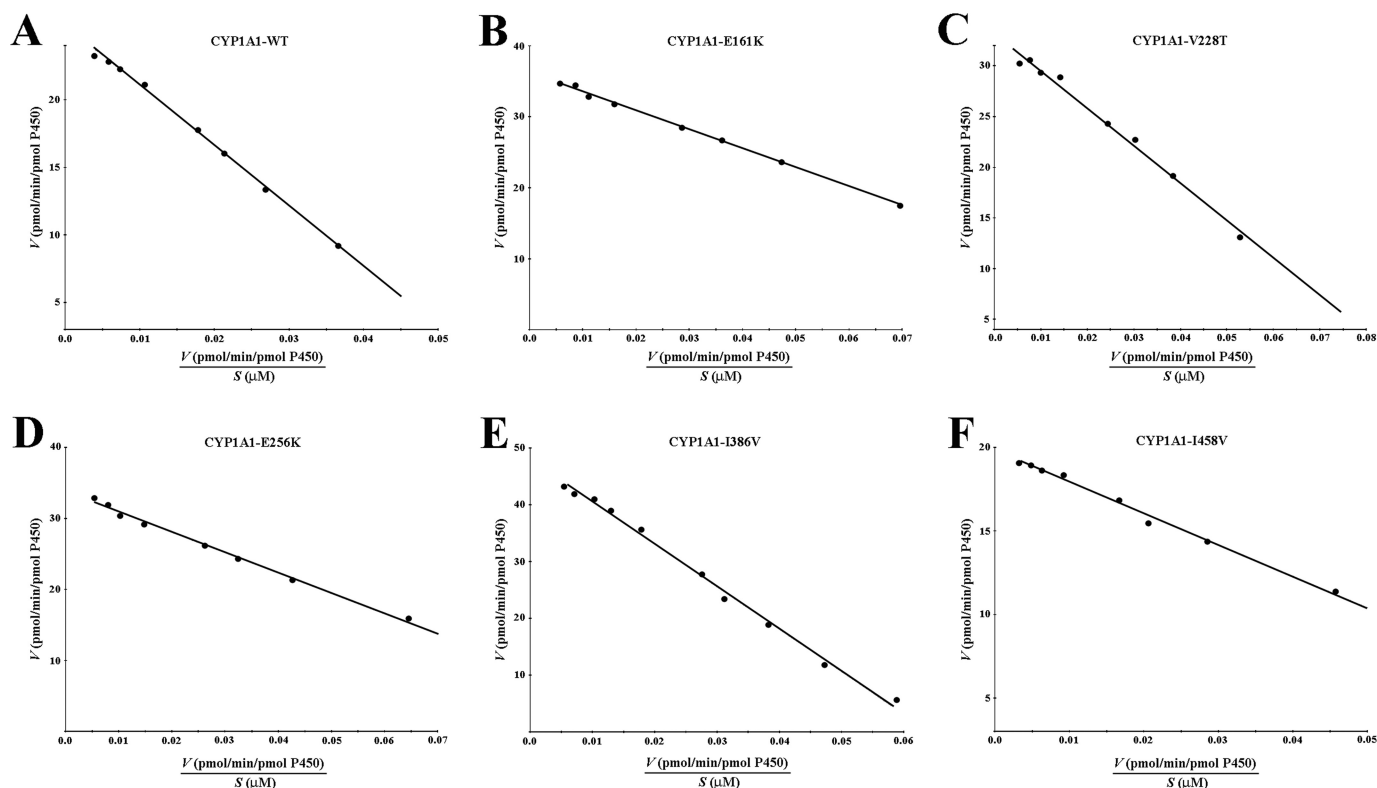 A
CYP1A1-WT
V (pmol/min/pmol P450)
20
15
10
5
0.0 0.01 0.02 0.03 0.04 0.05
V (pmol/min/pmol P450)
S (μM)
B
CYP1A1-E161K
V (pmol/min/pmol P450)
40
30
20
10
0.0 0.01 0.02 0.03 0.04 0.05 0.06 0.07
V (pmol/min/pmol P450)
S (μM)
C
CYP1A1-V228T
V (pmol/min/pmol P450)
30
25
20
15
10
5
0.00 0.01 0.02 0.03 0.04 0.05 0.06 0.07 0.08
V (pmol/min/pmol P450)
S (μM)
D
CYP1A1-E256K
V (pmol/min/pmol P450)
40
30
20
10
0.0 0.01 0.02 0.03 0.04 0.05 0.06 0.07
V (pmol/min/pmol P450)
S (μM)
E
CYP1A1-I386V
V (pmol/min/pmol P450)
50
40
30
20
10
0.0 0.01 0.02 0.03 0.04 0.05 0.06
V (pmol/min/pmol P450)
S (μM)
F
CYP1A1-I458V
V (pmol/min/pmol P450)
20
15
10
5
0.0 0.01 0.02 0.03 0.04 0.05
V (pmol/min/pmol P450)
S (μM)